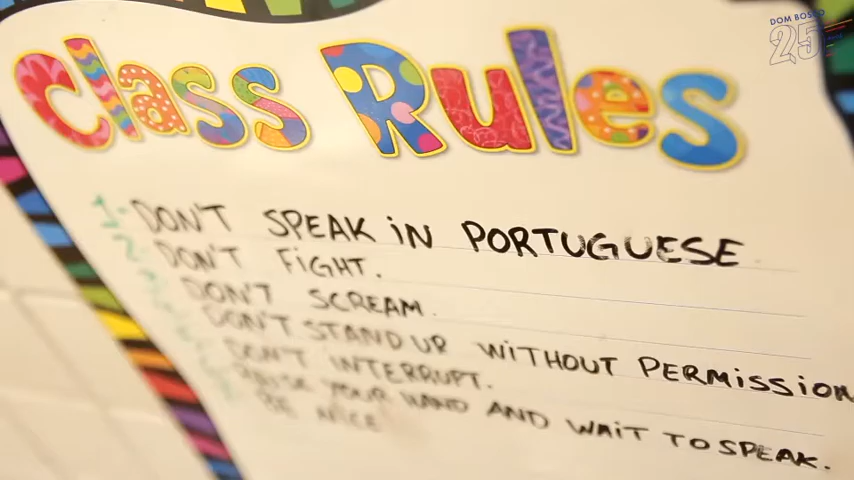 DOM BOSCO
25
Class Rules
1- DON'T SPEAK iN PORTUGUESE
2- DON'T FiGHT.
DON'T SCREAM.
DON'T STAND UP WiTHOUT PERMiSSiON
DON'T INTERRUPT.
RAISE YOUR HAND AND WAIT TO SPEAK.
BE NICE